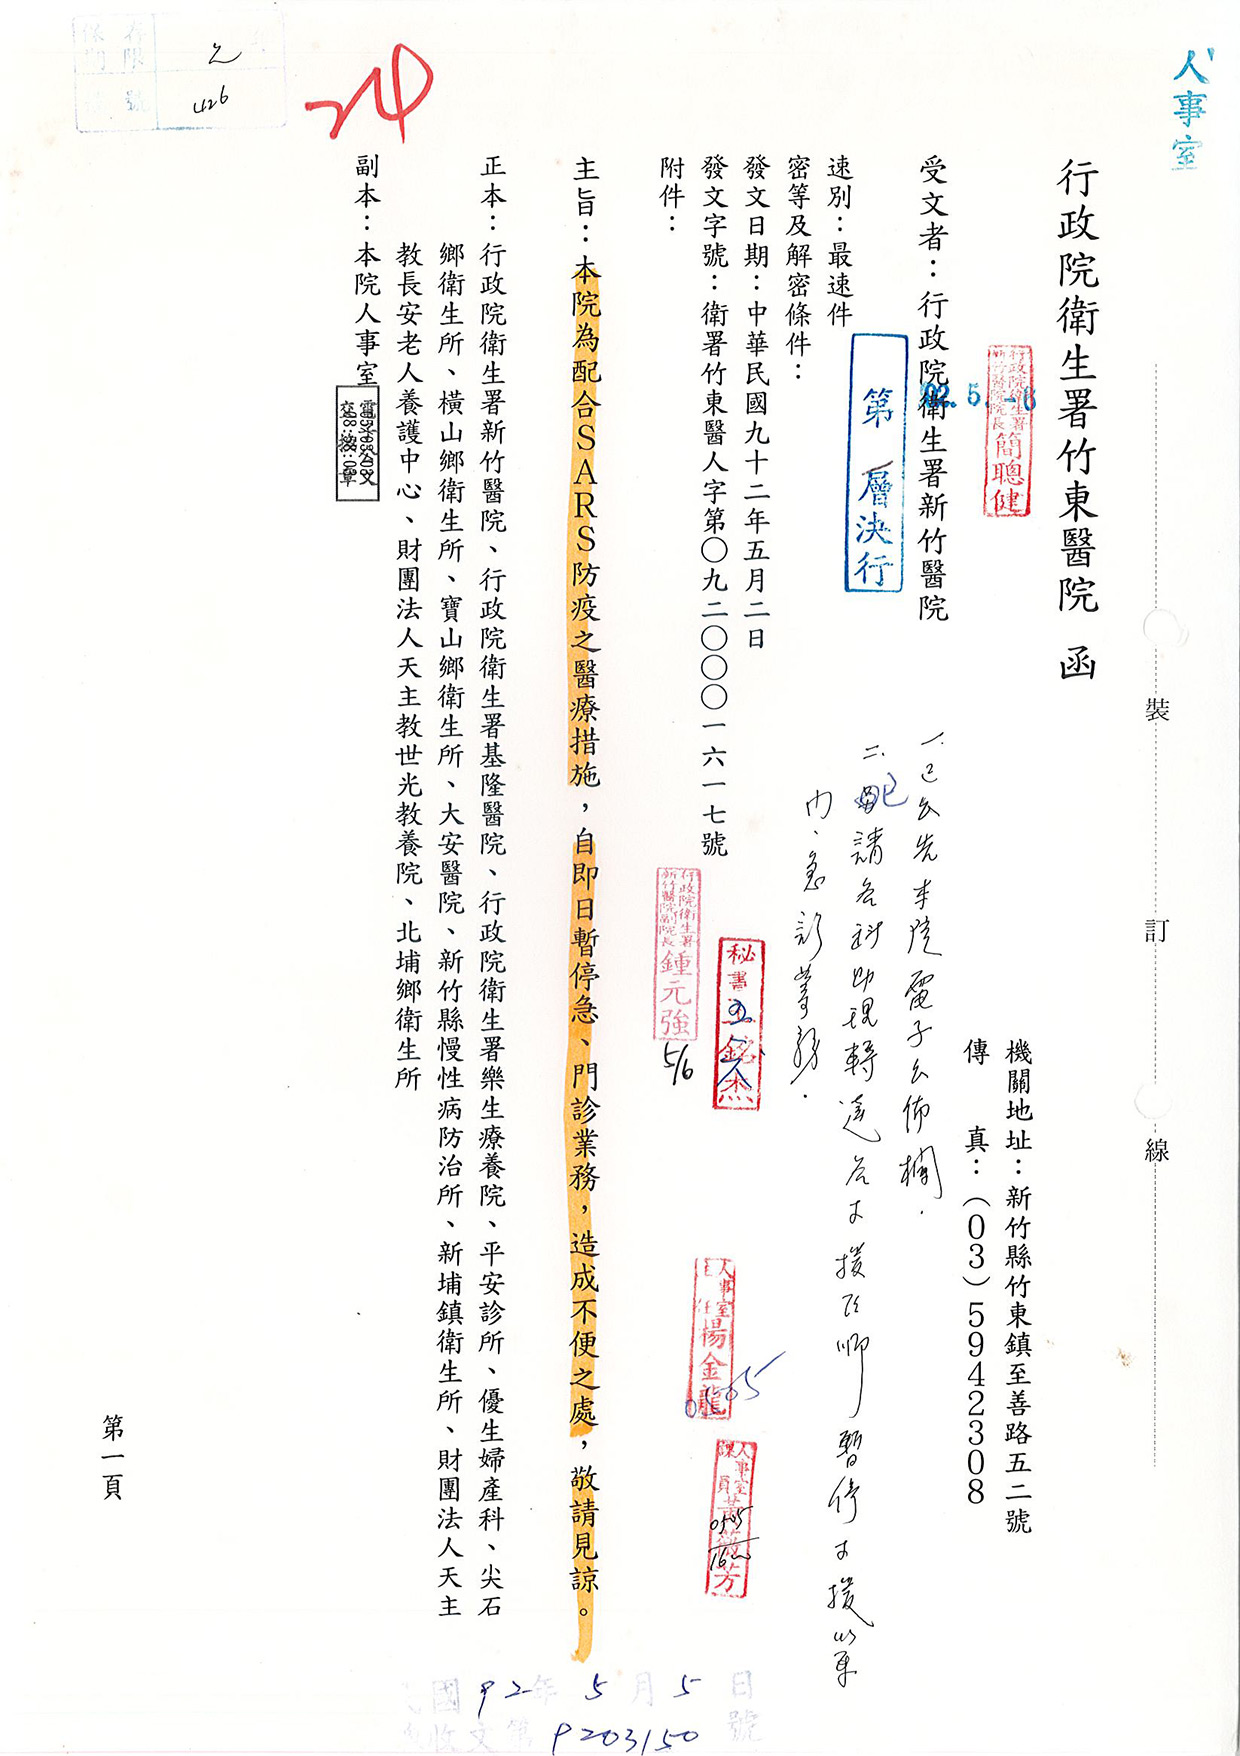 人事室
裝
訂
線
行政院衛生署竹東醫院 函
機關地址：新竹縣竹東鎮至善路五二號
傳 真：（03）5942308
行政院衛生署
新竹醫院院長
簡聰健
92.5.-6
受文者：行政院衛生署新竹醫院
第 層決行
一.已公告本院電子公佈欄.
二.
請各科助理轉達各支援醫師，暫停支援竹東
內、急診業務.
速別：最速件
密等及解密條件：
發文日期：中華民國九十二年五月二日
發文字號：衛署竹東醫人字第〇九二〇〇〇一六一七號
附件：
行政院衛生署
新竹醫院副院長
鍾元強
5/6
秘書
人事室
主任
楊金龍
0505
人事室
課員
芳
0505
主旨：本院為配合SARS防疫之醫療措施，自即日暫停急、門診業務，造成不便之處，敬請見諒。
正本：行政院衛生署新竹醫院、行政院衛生署基隆醫院、行政院衛生署樂生療養院、平安診所、優生婦產科、尖石
鄉衛生所、橫山鄉衛生所、寶山鄉衛生所、大安醫院、新竹縣慢性病防治所、新埔鎮衛生所、財團法人天主
教長安老人養護中心、財團法人天主教世光教養院、北埔鄉衛生所
副本：本院人事室
第一頁
保存
期限
號
乙
426
國92年5月5日
收文第9203150號